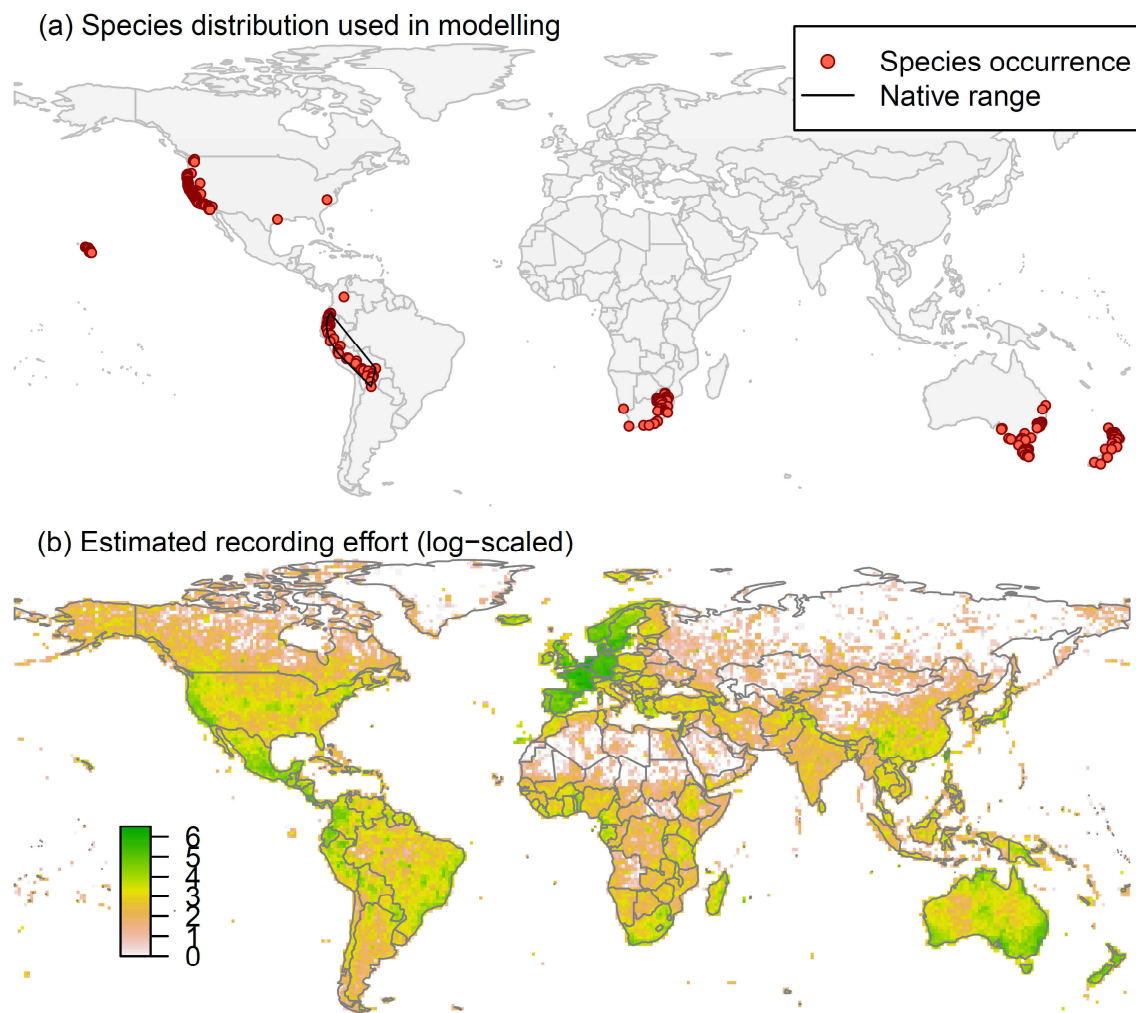 (a) Species distribution used in modelling
Species occurrence
Native range
(b) Estimated recording effort (log−scaled)
6
5
4
3
2
1
0